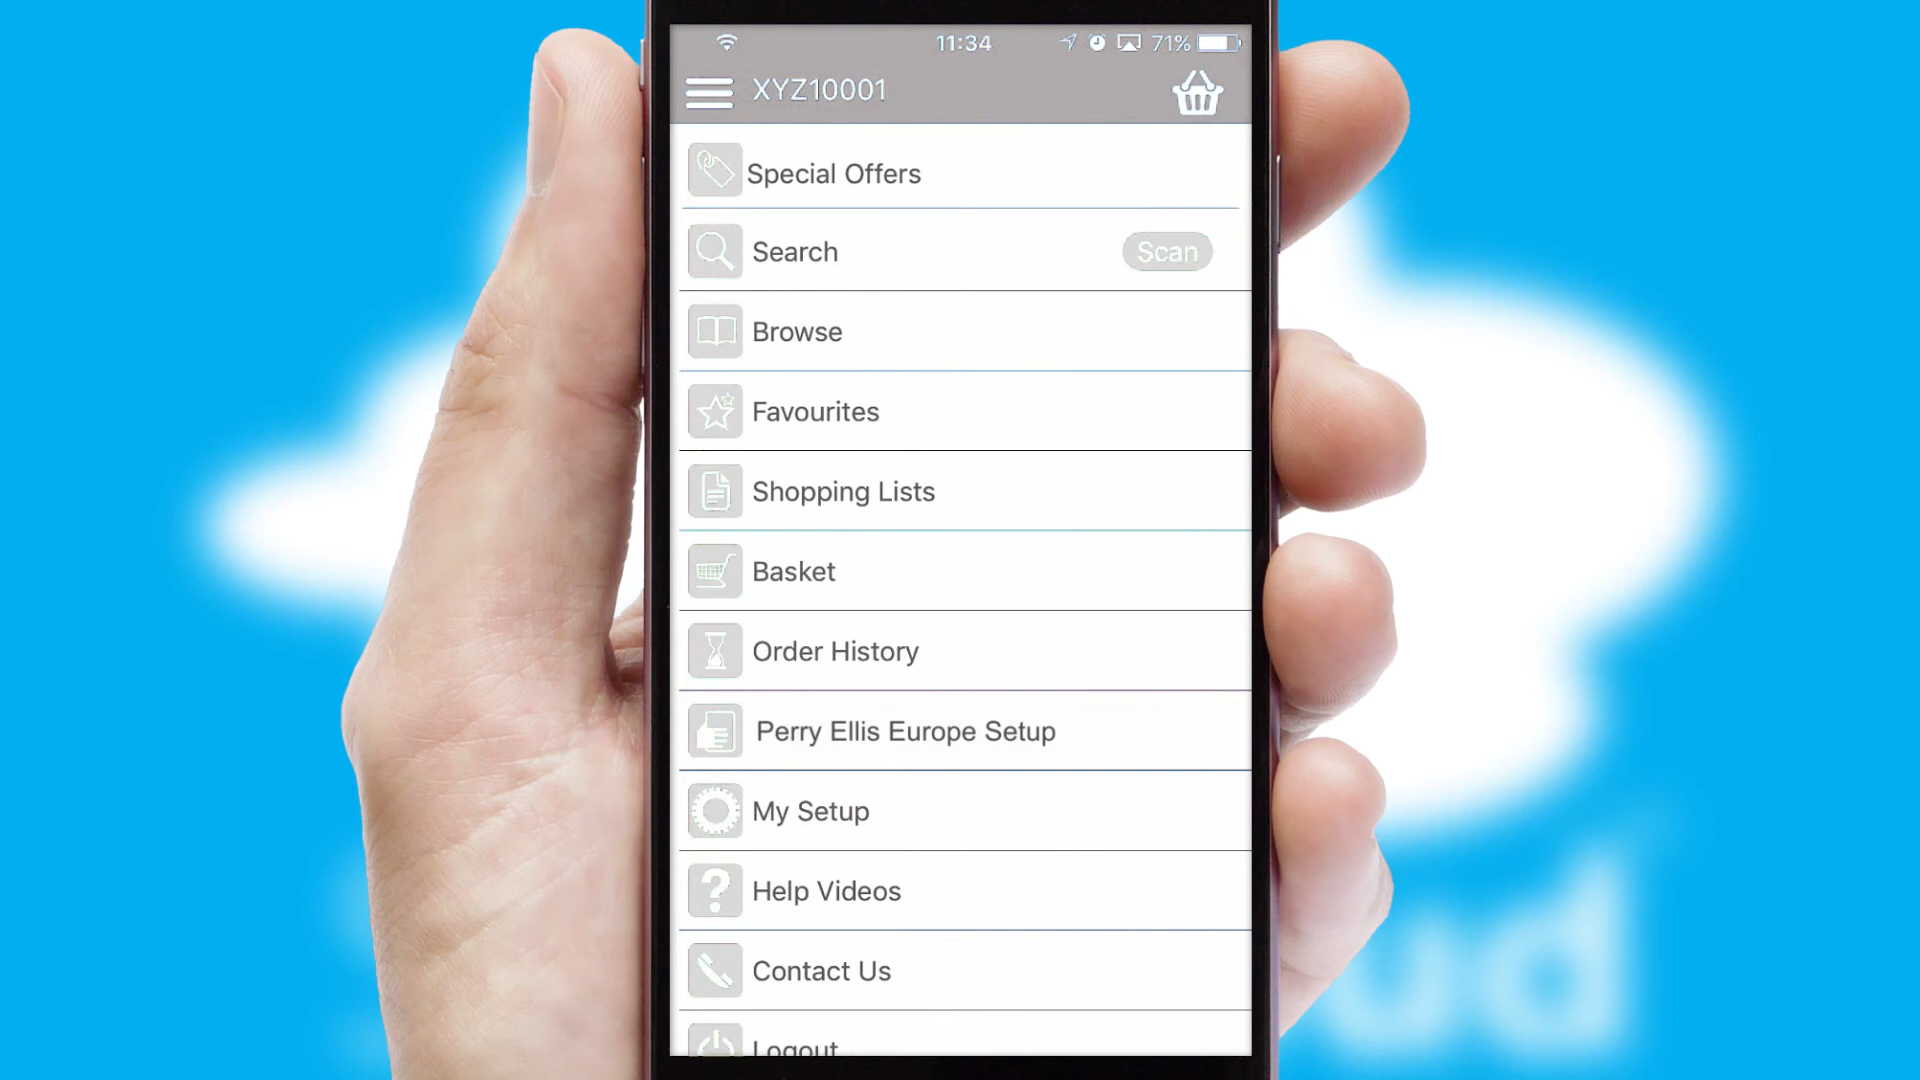 11:34 71%
XYZ10001
Special Offers
Search Scan
Browse
Favourites
Shopping Lists
Basket
Order History
Perry Ellis Europe Setup
My Setup
Help Videos
Contact Us
Logout
ud